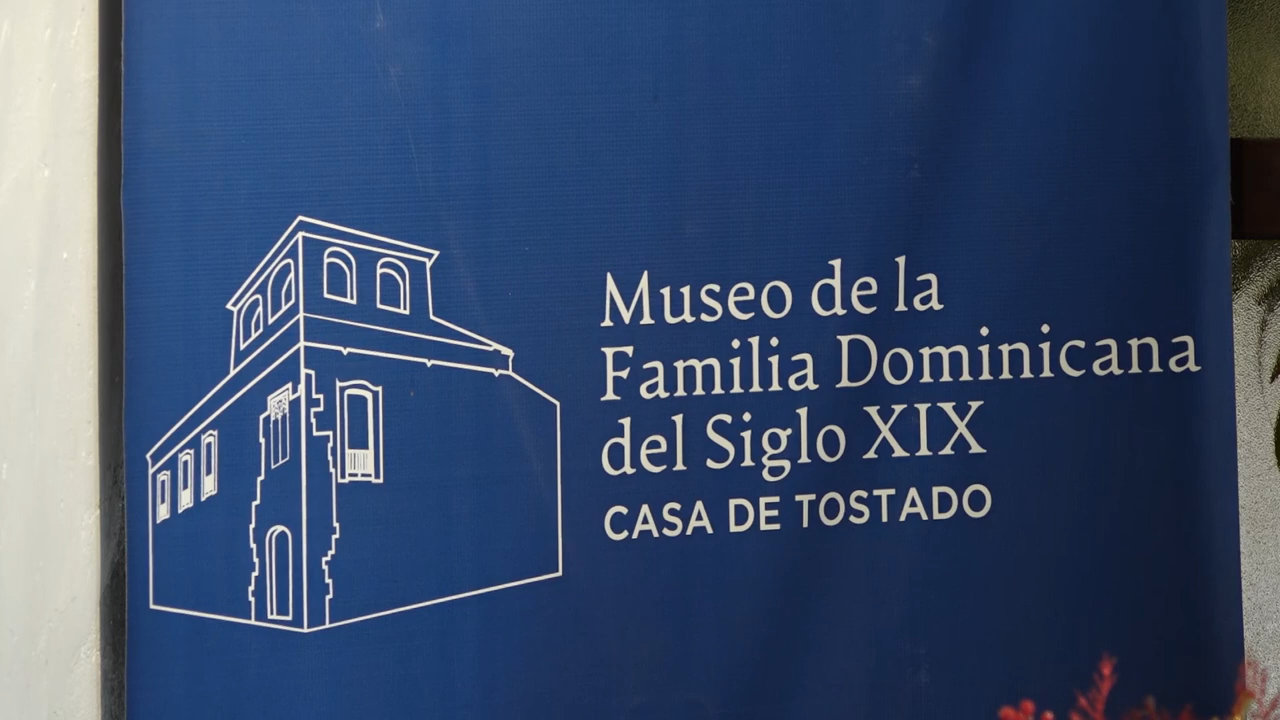 Museo de la
Familia Dominicana
del Siglo XIX
CASA DE TOSTADO